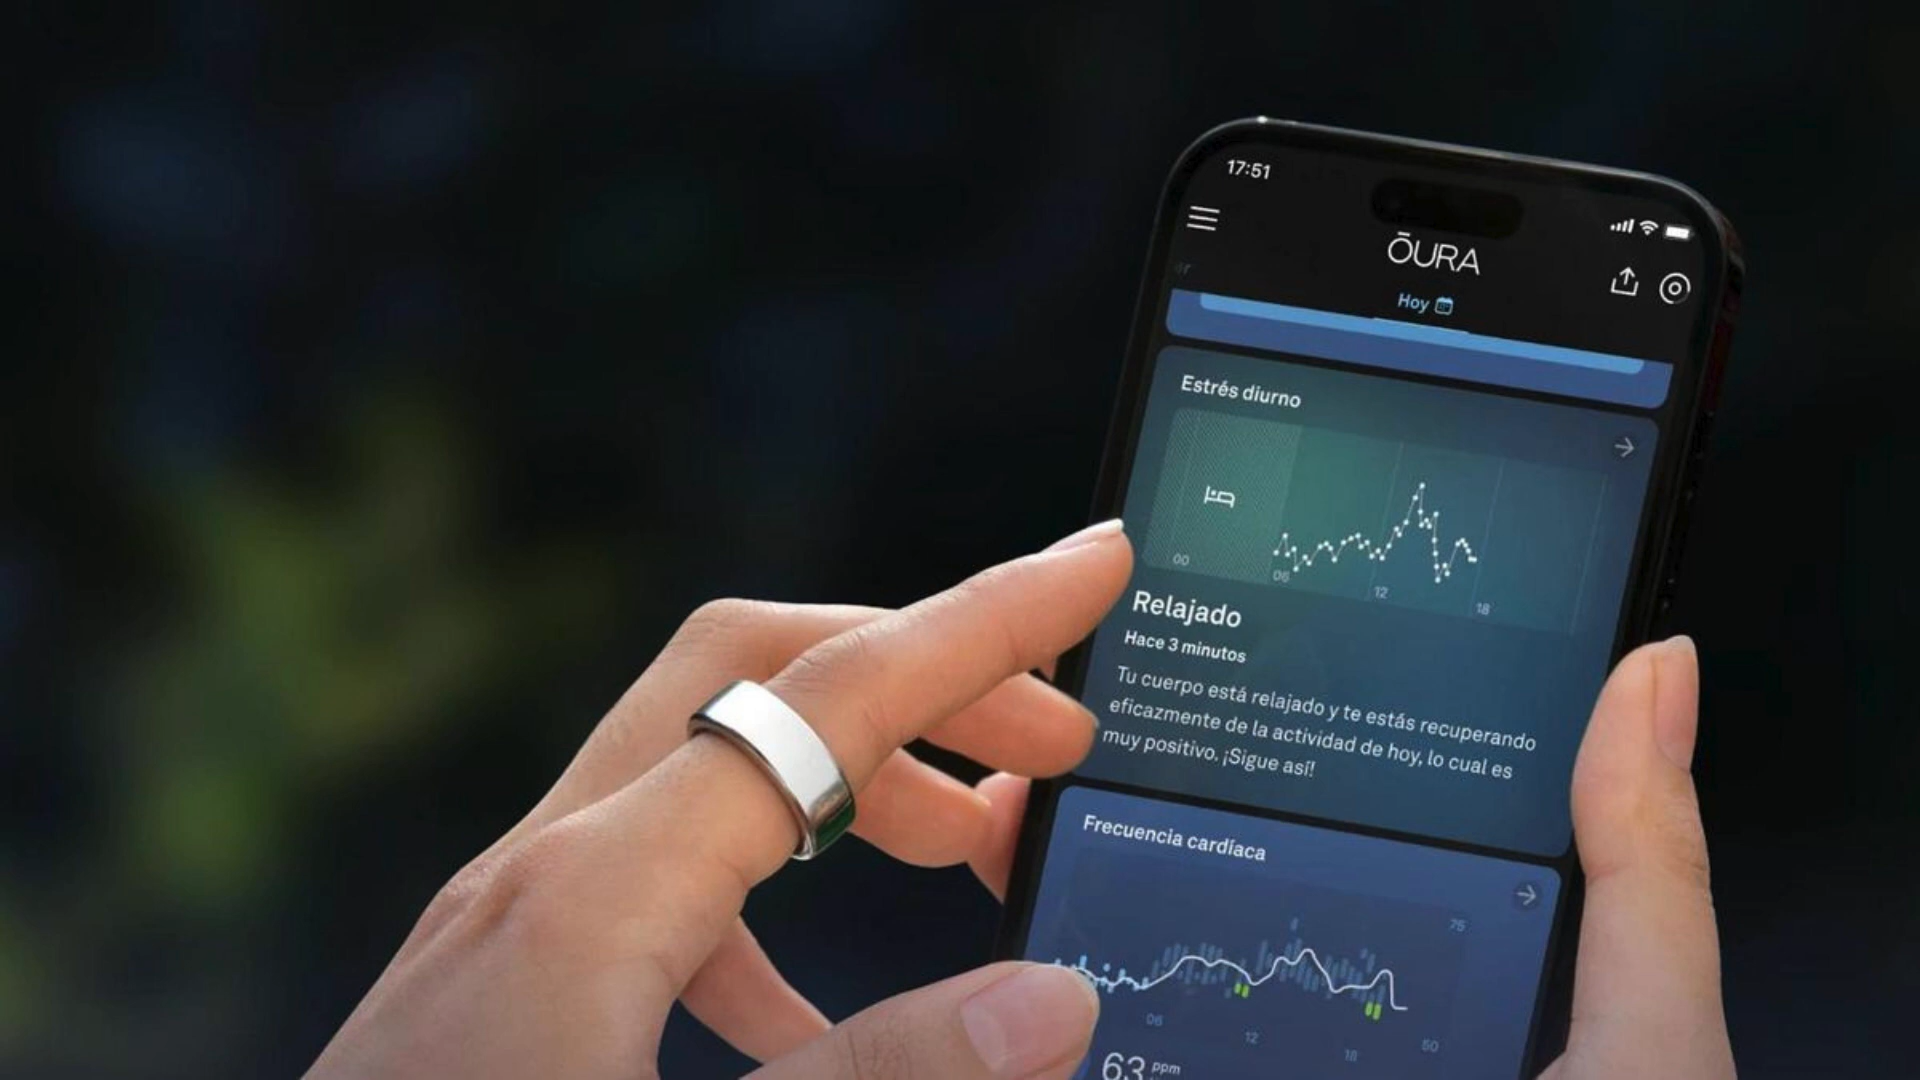 17:51
ŌURA
Hoy
Estrés diurno
00
06
12
18
Relajado
Hace 3 minutos
Tu cuerpo está relajado y te estás recuperando
eficazmente de la actividad de hoy, lo cual es
muy positivo. ¡Sigue así!
Frecuencia cardíaca
75
06
12
18
50
63 ppm